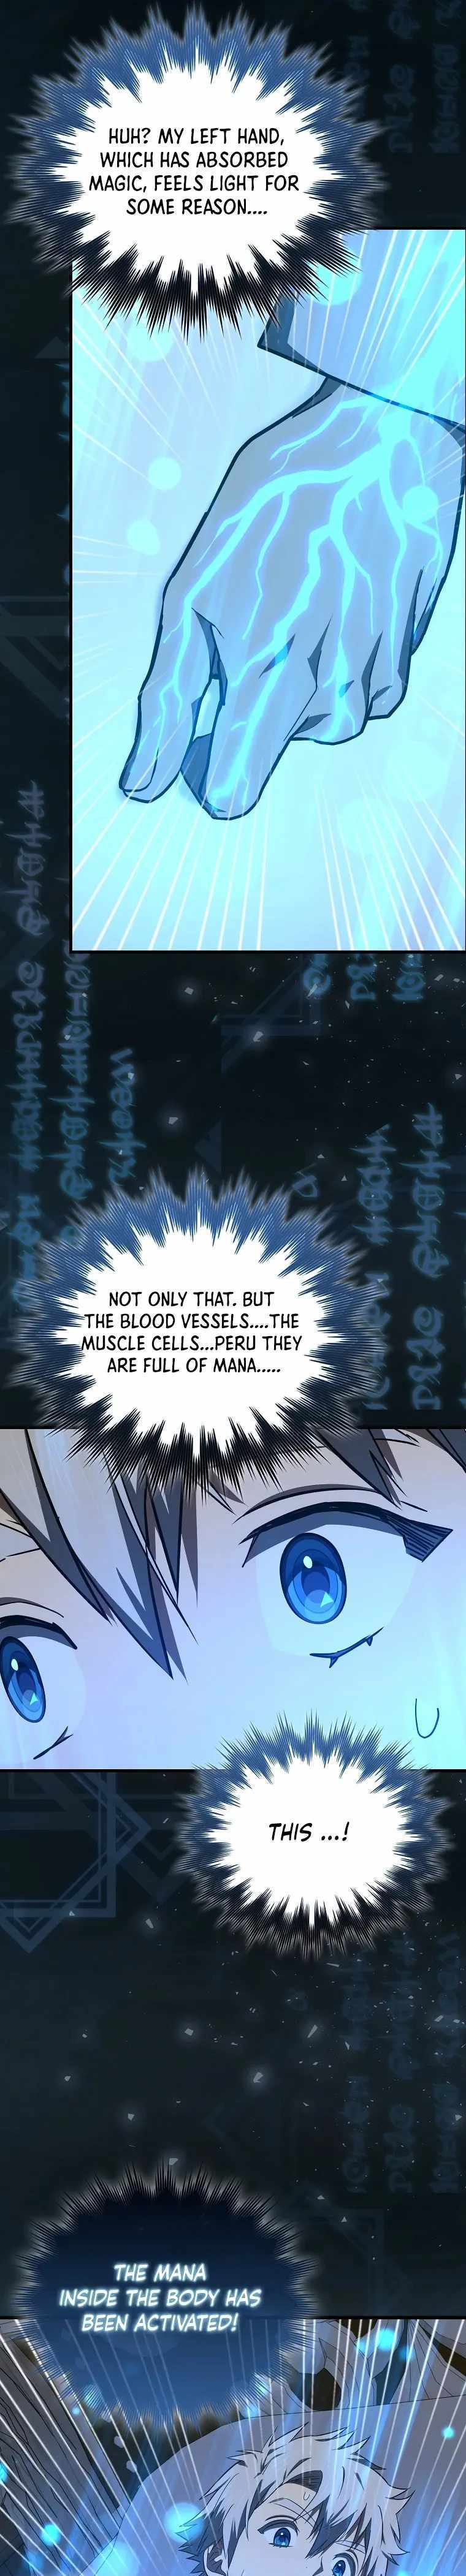 HUH? MY LEFT HAND,
WHICH HAS ABSORBED
MAGIC, FEELS LIGHT FOR
SOME REASON....
NOT ONLY THAT. BUT
THE BLOOD VESSELS....THE
MUSCLE CELLS...PERU THEY
ARE FULL OF MANA.....
THIS ...!
THE MANA
INSIDE THE BODY HAS
BEEN ACTIVATED!